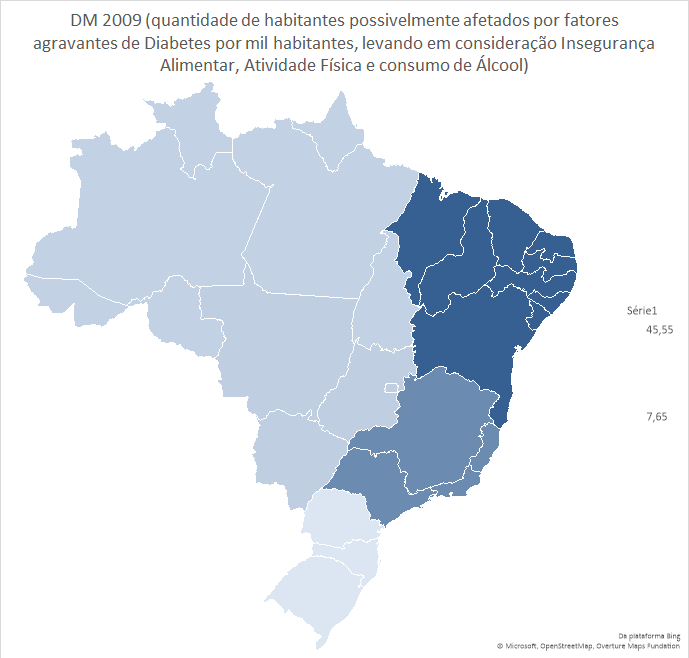 DM 2009 (quantidade de habitantes possivelmente afetados por fatores
agravantes de Diabetes por mil habitantes, levando em consideração Insegurança
Alimentar, Atividade Física e consumo de Álcool)
Série1
45,55
7,65
Da plataforma Bing
© Microsoft, OpenStreetMap, Overture Maps Fundation